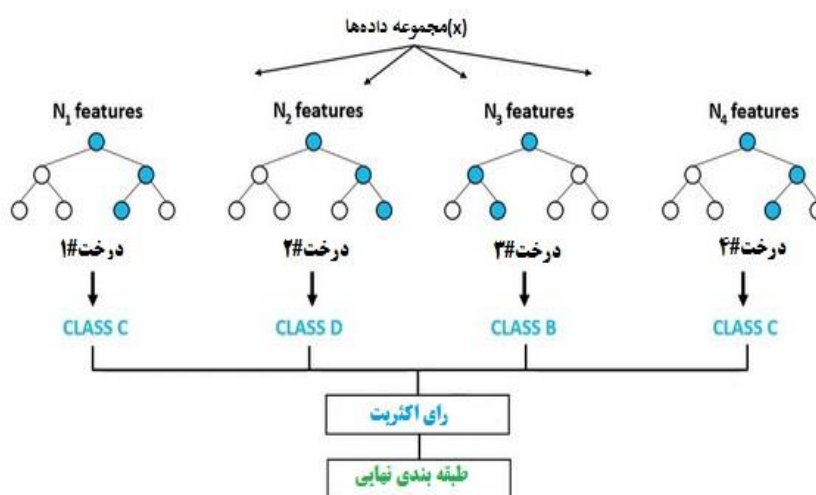 مجموعه داده‌ها(x)
N₁ features N₂ features N₃ features N₄ features
درخت#۱ درخت#۲ درخت#۳ درخت#۴
CLASS C CLASS D CLASS B CLASS C
رای اکثریت
طبقه بندی نهایی